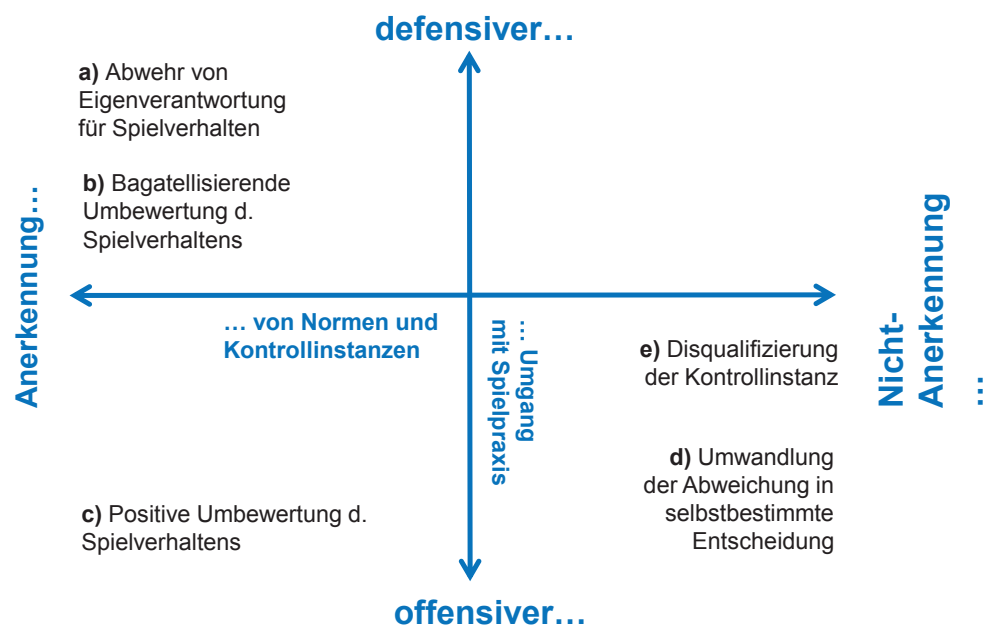 defensiver…
a) Abwehr von
Eigenverantwortung
für Spielverhalten
b) Bagatellisierende
Umbewertung d.
Spielverhaltens
Anerkennung…
… von Normen und
Kontrollinstanzen
… Umgang
mit Spielpraxis
e) Disqualifizierung
der Kontrollinstanz
Nicht-
Anerkennung
…
d) Umwandlung
der Abweichung in
selbstbestimmte
Entscheidung
c) Positive Umbewertung d.
Spielverhaltens
offensiver…